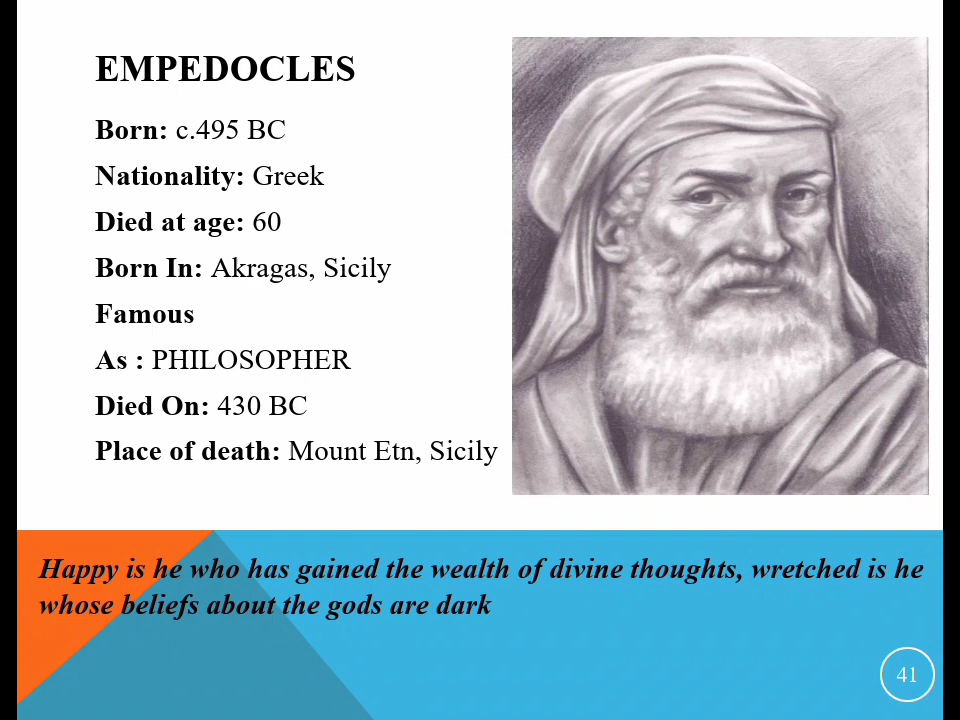 EMPEDOCLES
Born: c.495 BC
Nationality: Greek
Died at age: 60
Born In: Akragas, Sicily
Famous
As : PHILOSOPHER
Died On: 430 BC
Place of death: Mount Etn, Sicily
Happy is he who has gained the wealth of divine thoughts, wretched is he
whose beliefs about the gods are dark
41